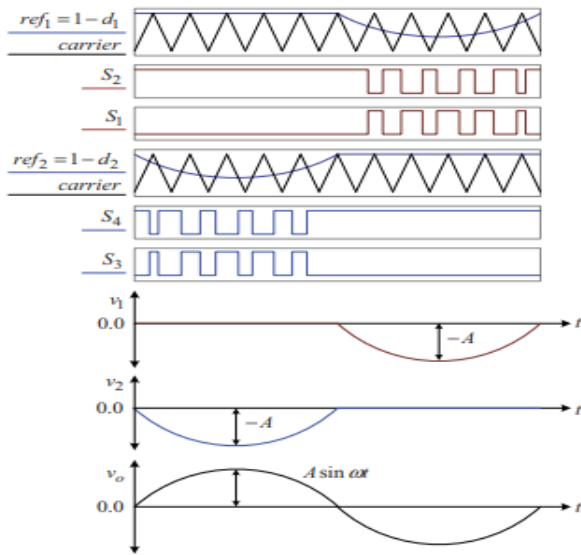 ref₁ = 1 - d₁
carrier
S₂
S₁
ref₂ = 1 - d₂
carrier
S₄
S₃
v₁
0.0
-A
t
v₂
0.0
-A
t
vₒ
A sin ωt
0.0
t